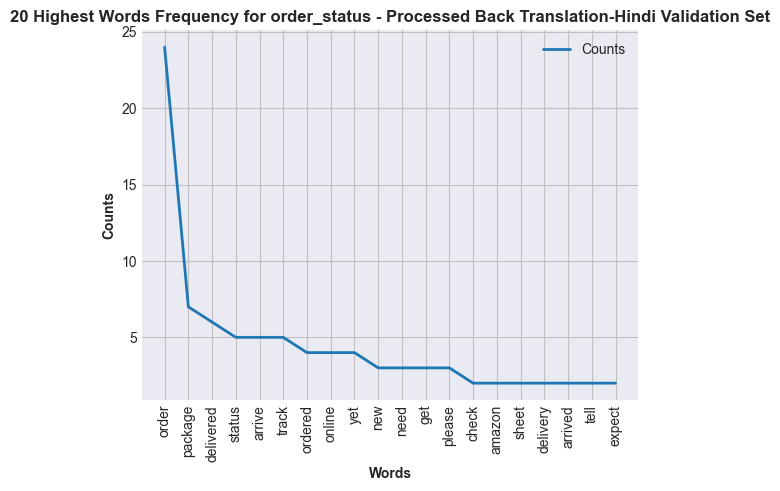 20 Highest Words Frequency for order_status - Processed Back Translation-Hindi Validation Set
Counts
25
20
15
10
5
Counts
order
package
delivered
status
arrive
track
ordered
online
yet
new
need
get
please
check
amazon
sheet
delivery
arrived
tell
expect
Words